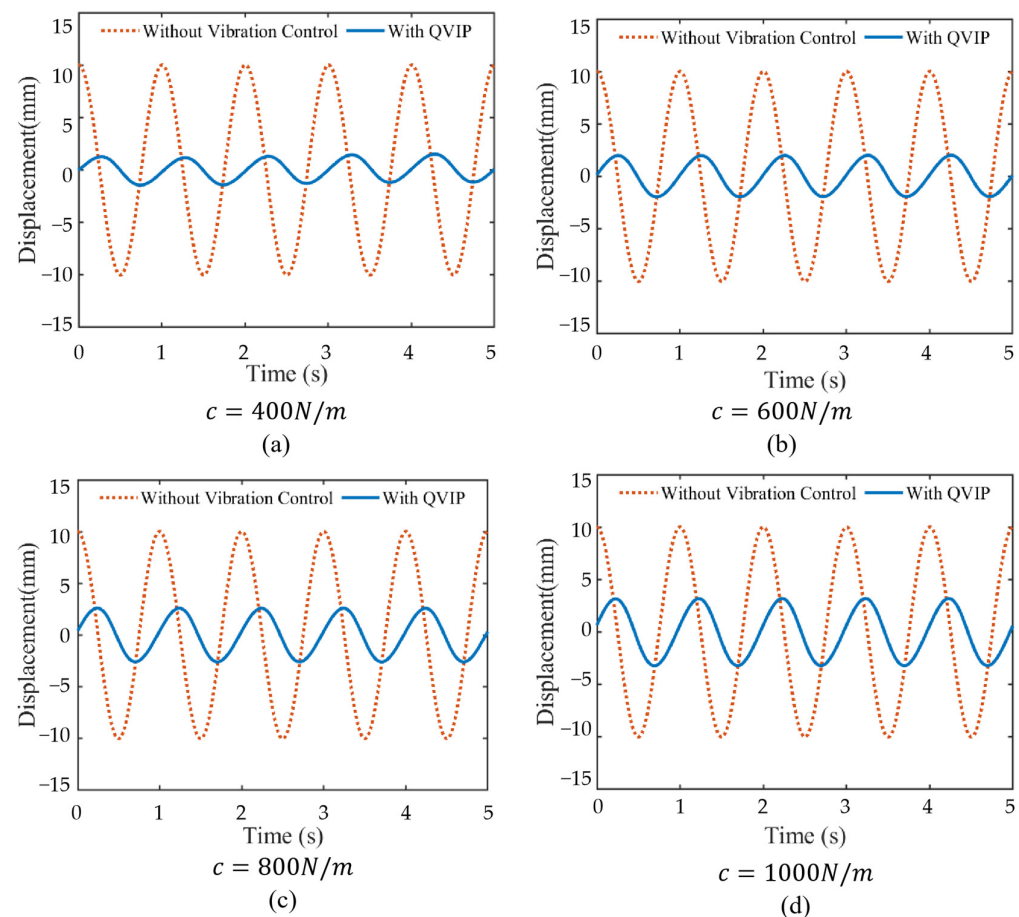 Without Vibration Control With QVIP
Displacement(mm)
15
10
5
0
−5
−10
−15
0 1 2 3 4 5
Time (s)
c = 400N/m
(a)
Without Vibration Control With QVIP
Displacement(mm)
15
10
5
0
−5
−10
−15
0 1 2 3 4 5
Time (s)
c = 600N/m
(b)
Without Vibration Control With QVIP
Displacement(mm)
15
10
5
0
−5
−10
−15
0 1 2 3 4 5
Time (s)
c = 800N/m
(c)
Without Vibration Control With QVIP
Displacement(mm)
15
10
5
0
−5
−10
−15
0 1 2 3 4 5
Time (s)
c = 1000N/m
(d)